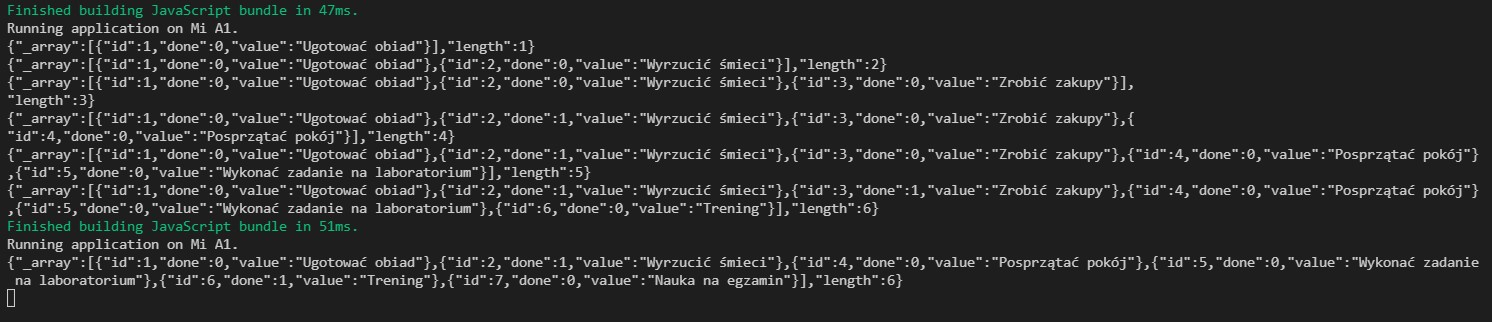 Finished building JavaScript bundle in 47ms.
Running application on Mi A1.
{"_array":[{"id":1,"done":0,"value":"Ugotować obiad"}],"length":1}
{"_array":[{"id":1,"done":0,"value":"Ugotować obiad"},{"id":2,"done":0,"value":"Wyrzucić śmieci"}],"length":2}
{"_array":[{"id":1,"done":0,"value":"Ugotować obiad"},{"id":2,"done":0,"value":"Wyrzucić śmieci"},{"id":3,"done":0,"value":"Zrobić zakupy"}],
"length":3}
{"_array":[{"id":1,"done":0,"value":"Ugotować obiad"},{"id":2,"done":1,"value":"Wyrzucić śmieci"},{"id":3,"done":0,"value":"Zrobić zakupy"},{
"id":4,"done":0,"value":"Posprzątać pokój"}],"length":4}
{"_array":[{"id":1,"done":0,"value":"Ugotować obiad"},{"id":2,"done":1,"value":"Wyrzucić śmieci"},{"id":3,"done":0,"value":"Zrobić zakupy"},{"id":4,"done":0,"value":"Posprzątać pokój"}
,{"id":5,"done":0,"value":"Wykonać zadanie na laboratorium"}],"length":5}
{"_array":[{"id":1,"done":0,"value":"Ugotować obiad"},{"id":2,"done":1,"value":"Wyrzucić śmieci"},{"id":3,"done":1,"value":"Zrobić zakupy"},{"id":4,"done":0,"value":"Posprzątać pokój"}
,{"id":5,"done":0,"value":"Wykonać zadanie na laboratorium"},{"id":6,"done":0,"value":"Trening"}],"length":6}
Finished building JavaScript bundle in 51ms.
Running application on Mi A1.
{"_array":[{"id":1,"done":0,"value":"Ugotować obiad"},{"id":2,"done":1,"value":"Wyrzucić śmieci"},{"id":4,"done":0,"value":"Posprzątać pokój"},{"id":5,"done":0,"value":"Wykonać zadanie
na laboratorium"},{"id":6,"done":1,"value":"Trening"},{"id":7,"done":0,"value":"Nauka na egzamin"}],"length":6}